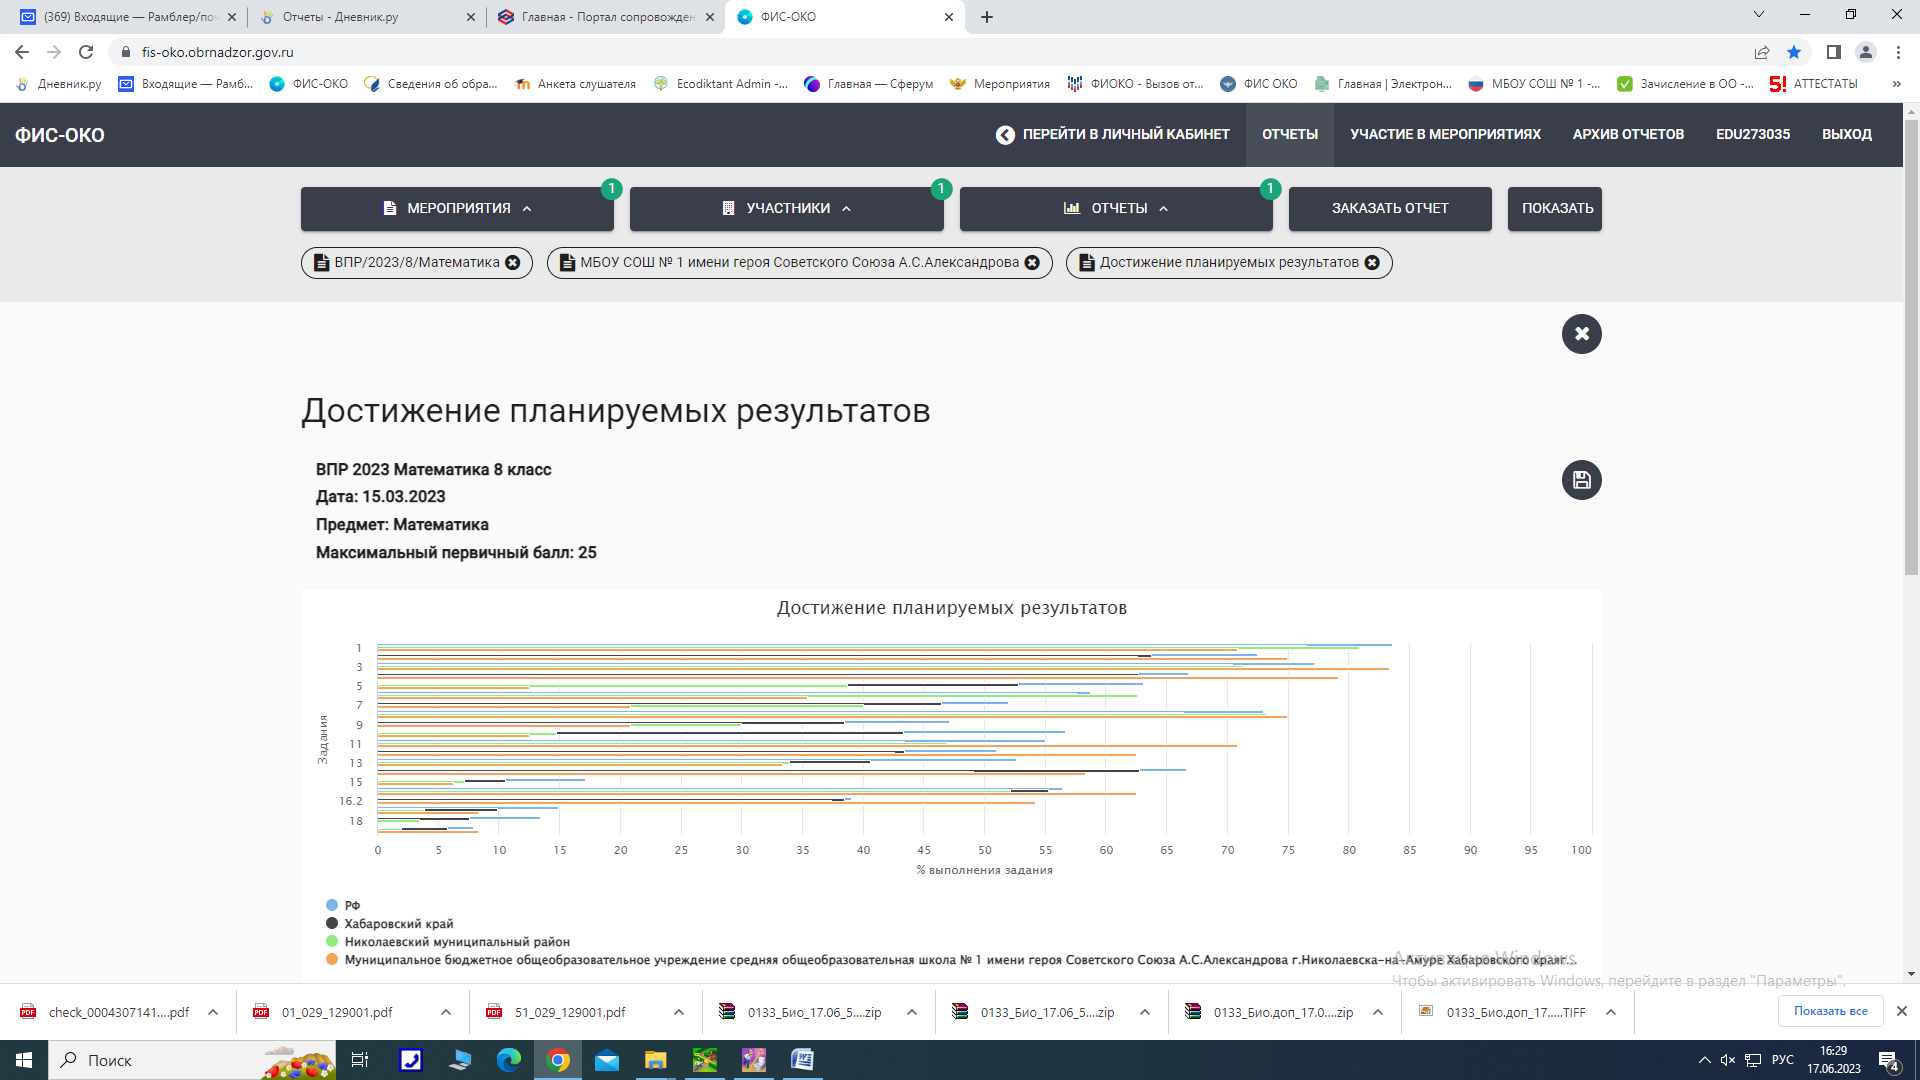 (369) Входящие — Рамблер/по
Отчеты - Дневник.ру
Главная - Портал сопровожден
ФИС-ОКО
fis-oko.obrnadzor.gov.ru
Дневник.ру
Входящие — Рамб...
ФИС-ОКО
Сведения об обра...
Анкета слушателя
Ecodiktant Admin -...
Главная — Сферум
Мероприятия
ФИОКО - Вызов от...
ФИС ОКО
Главная | Электрон...
МБОУ СОШ № 1 -...
Зачисление в ОО -...
5! АТТЕСТАТЫ
»
ФИС-ОКО
ПЕРЕЙТИ В ЛИЧНЫЙ КАБИНЕТ
ОТЧЕТЫ
УЧАСТИЕ В МЕРОПРИЯТИЯХ
АРХИВ ОТЧЕТОВ
EDU273035
ВЫХОД
МЕРОПРИЯТИЯ 1
УЧАСТНИКИ 1
ОТЧЕТЫ 1
ЗАКАЗАТЬ ОТЧЕТ
ПОКАЗАТЬ
ВПР/2023/8/Математика
МБОУ СОШ № 1 имени героя Советского Союза А.С.Александрова
Достижение планируемых результатов
Достижение планируемых результатов
ВПР 2023 Математика 8 класс
Дата: 15.03.2023
Предмет: Математика
Максимальный первичный балл: 25
Достижение планируемых результатов
Задания
1
3
5
7
9
11
13
15
16.2
18
0 5 10 15 20 25 30 35 40 45 50 55 60 65 70 75 80 85 90 95 100
% выполнения задания
РФ
Хабаровский край
Николаевский муниципальный район
Муниципальное бюджетное общеобразовательное учреждение средняя общеобразовательная школа № 1 имени героя Советского Союза А.С.Александрова г.Николаевска-на-Амуре Хабаровского края...
Активация Windows
Чтобы активировать Windows, перейдите в раздел "Параметры".
check_0004307141....pdf
01_029_129001.pdf
51_029_129001.pdf
0133_Био_17.06_5....zip
0133_Био_17.06_5....zip
0133_Био.доп_17.0....zip
0133_Био.доп_17.....TIFF
Показать все
Поиск
РУС
16:29
17.06.2023
4